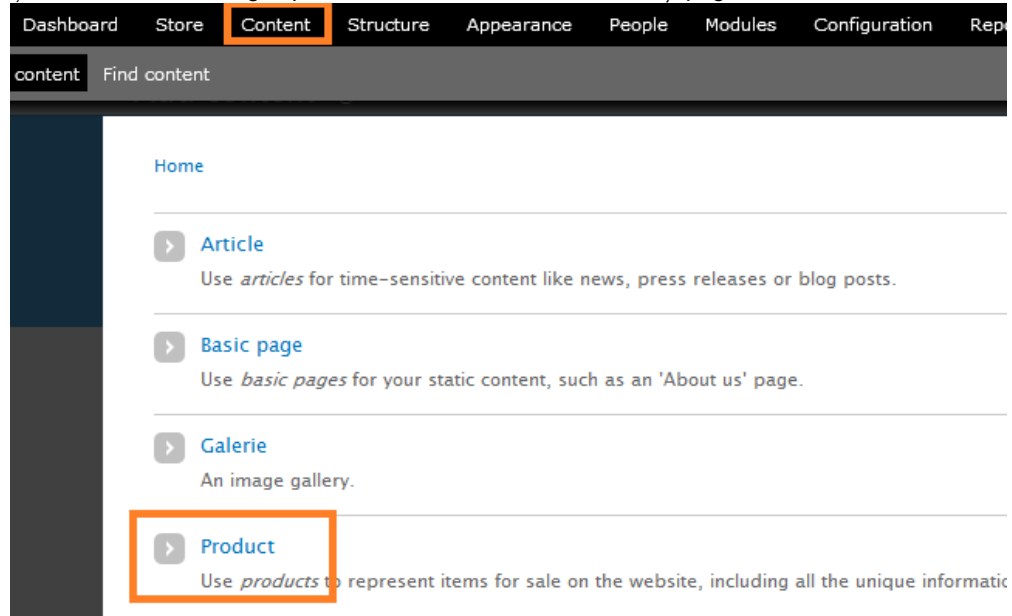 Dashboard Store Content Structure Appearance People Modules Configuration
content Find content
Home
Article
Use articles for time-sensitive content like news, press releases or blog posts.
Basic page
Use basic pages for your static content, such as an 'About us' page.
Galerie
An image gallery.
Product
Use products to represent items for sale on the website, including all the unique